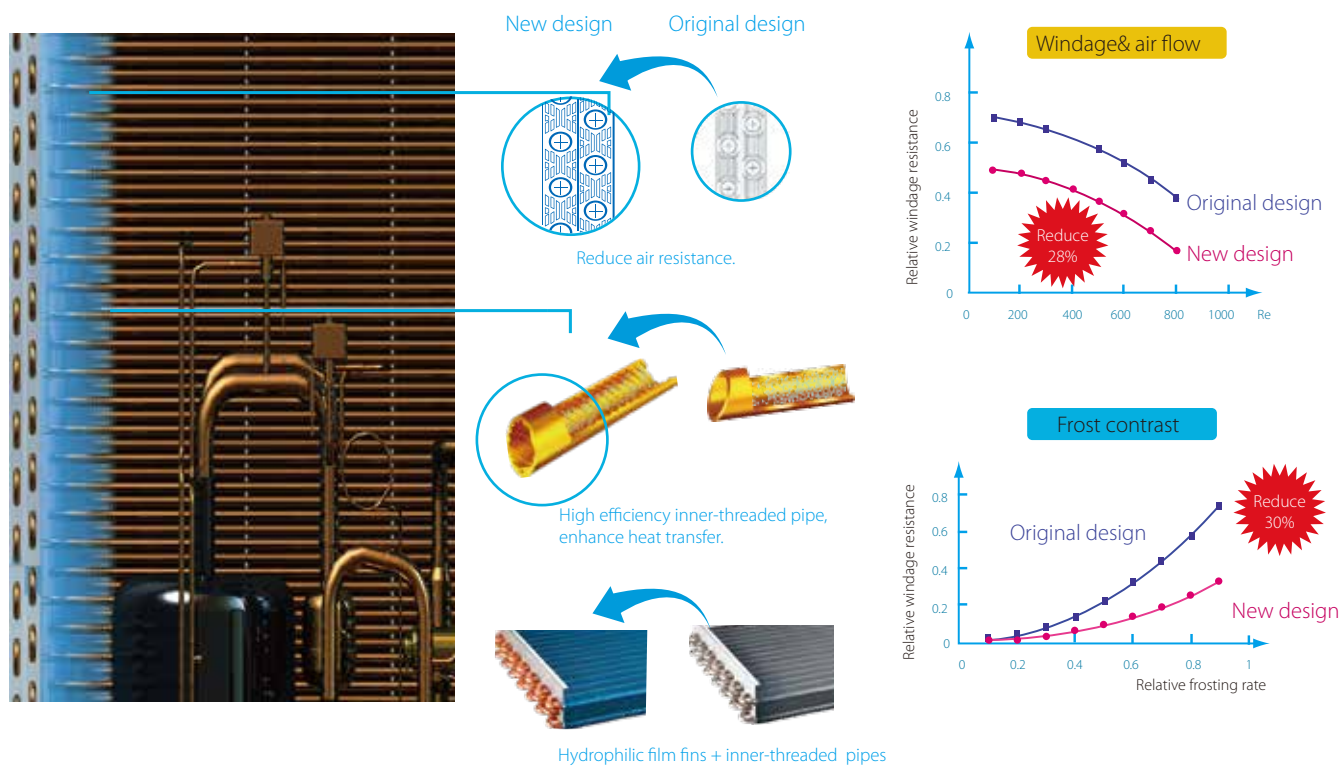 New design
Original design
Reduce air resistance.
High efficiency inner-threaded pipe,
enhance heat transfer.
Hydrophilic film fins + inner-threaded pipes
Windage& air flow
Relative windage resistance
0.8
0.6
0.4
0.2
0
0 200 400 600 800 1000 Re
Original design
New design
Reduce
28%
Frost contrast
Relative windage resistance
0.8
0.6
0.4
0.2
0
0 0.2 0.4 0.6 0.8 1
Relative frosting rate
Original design
New design
Reduce
30%